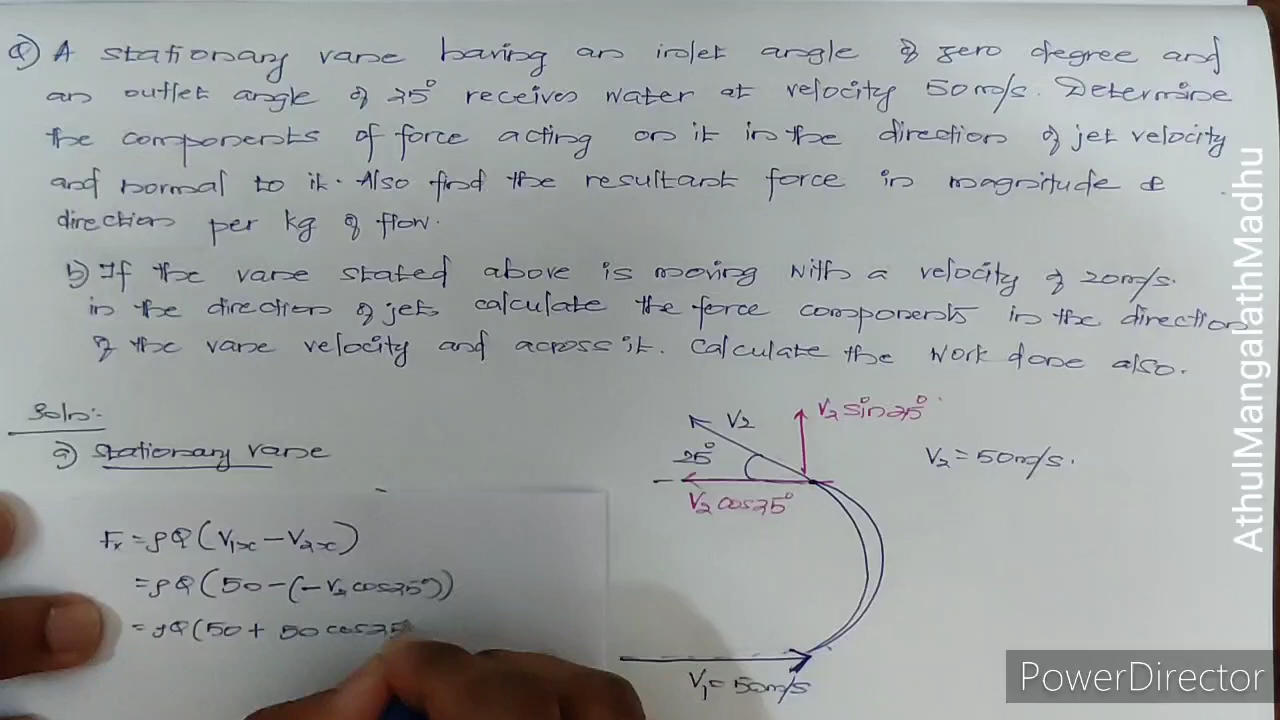 Q) A stationary vane having an inlet angle of zero degree and
an outlet angle of 25° receives water at velocity 50m/s. Determine
the components of force acting on it in the direction of jet velocity
and normal to it. Also find the resultant force in magnitude &
direction per kg of flow.
b) If the vane stated above is moving with a velocity of 20m/s.
in the direction of jet, calculate the force components in the direction
of the vane velocity and across it. Calculate the work done also.
Soln:-
a) Stationary vane
V2
V2 sin25°
25°
V2 = 50m/s.
V2 cos25°
Fx = ρQ(V1x - V2x)
= ρQ(50-(-V2 cos25°))
= ρQ(50 + 50 cos25
V1 = 50m/s
AthulMangalathMadhu
PowerDirector